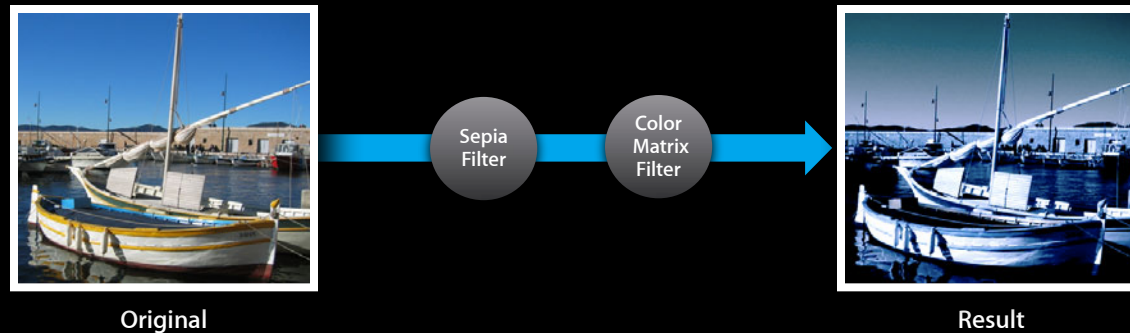 Sepia
Filter
Color
Matrix
Filter
Original
Result